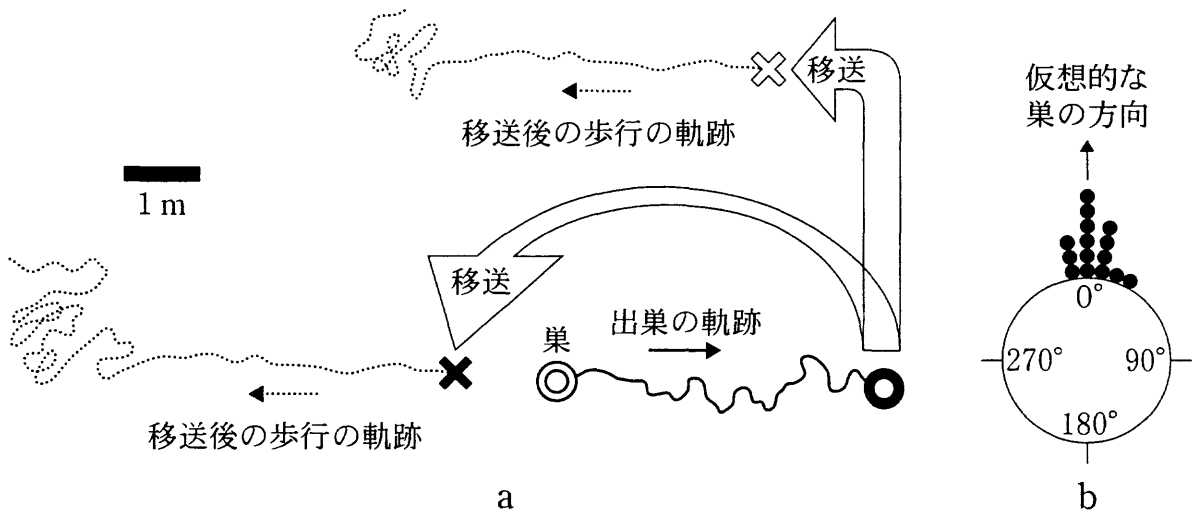 移送
移送後の歩行の軌跡
1 m
移送
巣
出巣の軌跡
移送後の歩行の軌跡
a
仮想的な
巣の方向
0°
270°
90°
180°
b